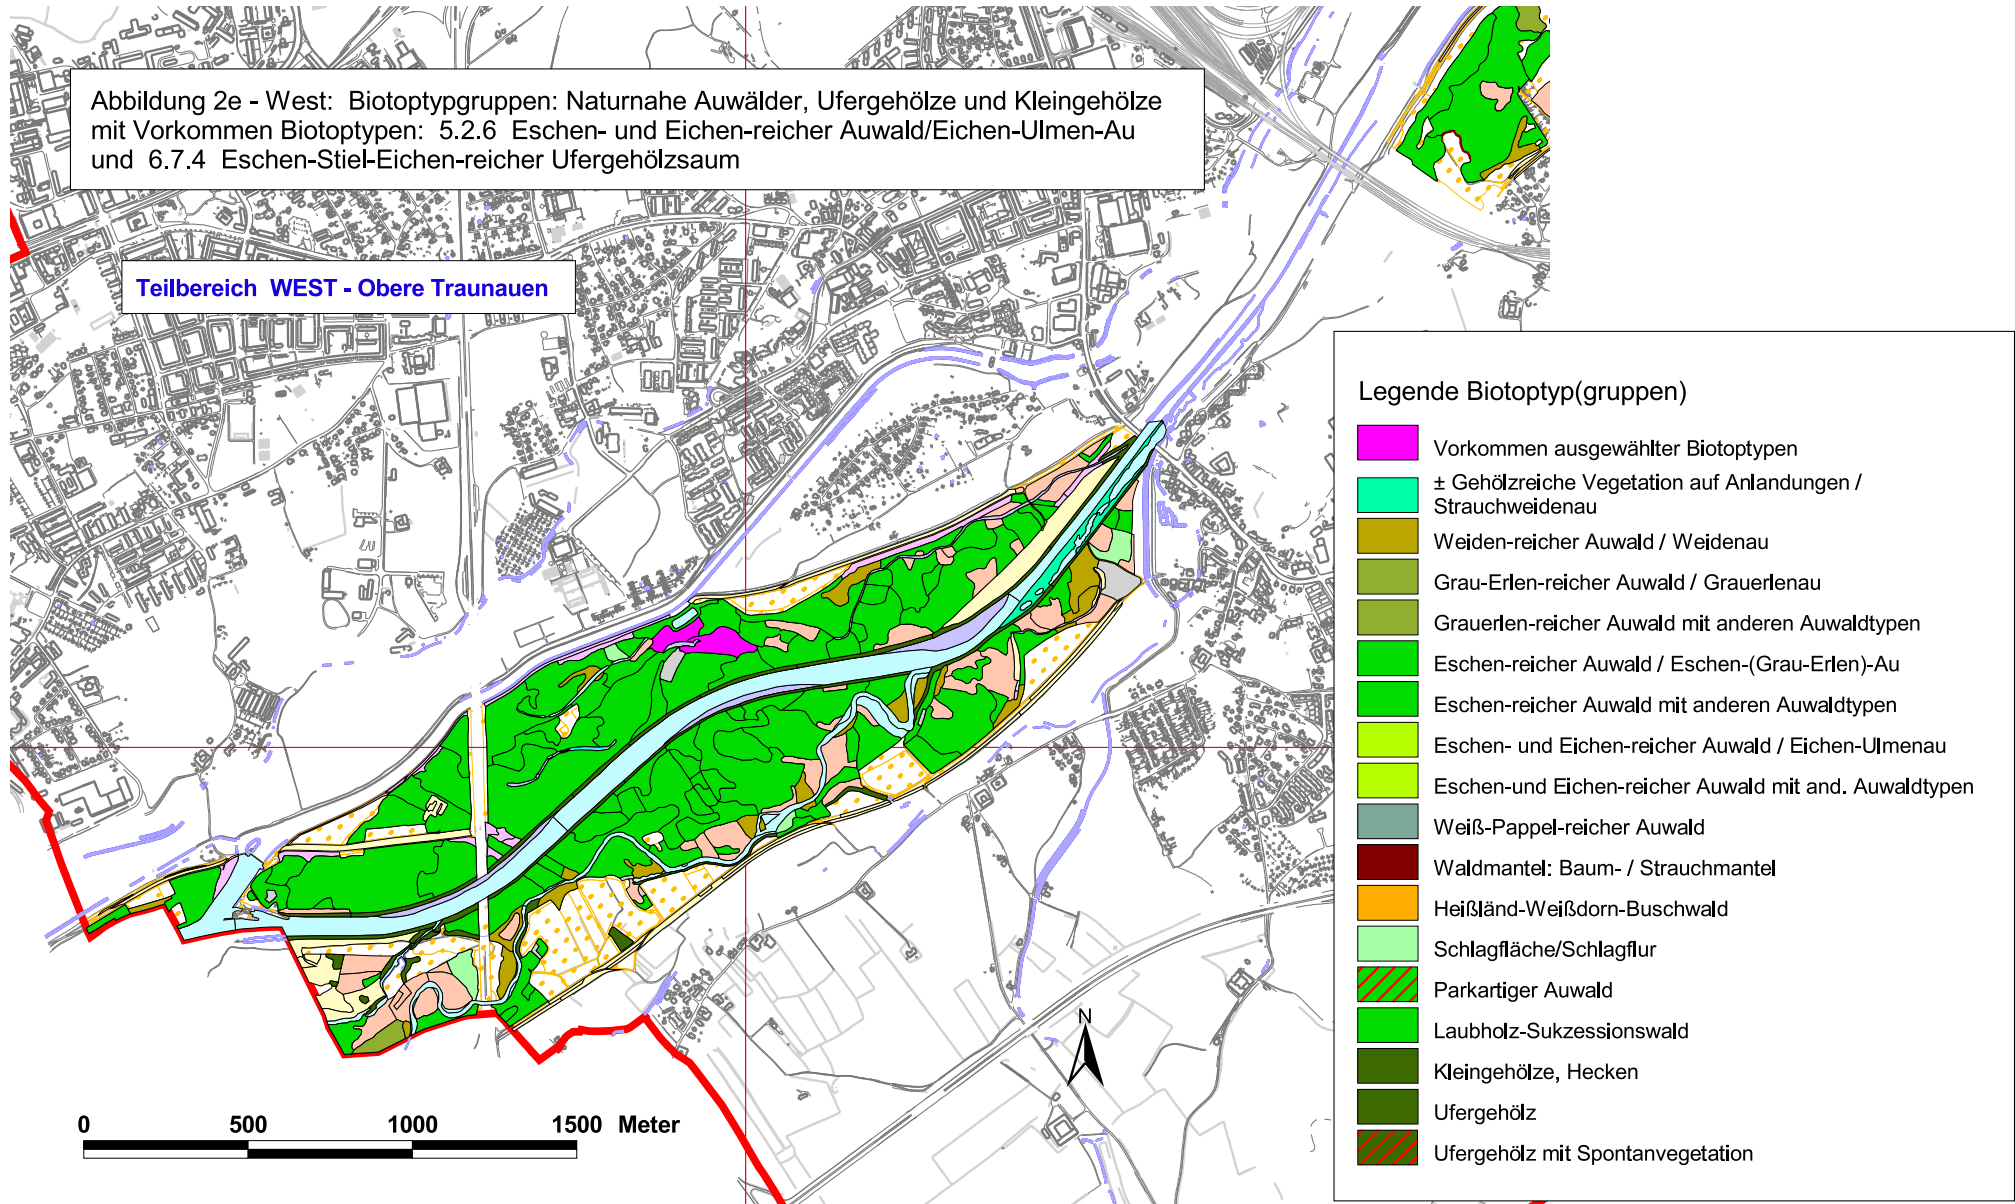 Abbildung 2e - West: Biotoptypgruppen: Naturnahe Auwälder, Ufergehölze und Kleingehölze
mit Vorkommen Biotoptypen: 5.2.6 Eschen- und Eichen-reicher Auwald/Eichen-Ulmen-Au
und 6.7.4 Eschen-Stiel-Eichen-reicher Ufergehölzsaum
Teilbereich WEST - Obere Traunauen
Legende Biotoptyp(gruppen)
Vorkommen ausgewählter Biotoptypen
± Gehölzreiche Vegetation auf Anlandungen /
Strauchweidenau
Weiden-reicher Auwald / Weidenau
Grau-Erlen-reicher Auwald / Grauerlenau
Grauerlen-reicher Auwald mit anderen Auwaldtypen
Eschen-reicher Auwald / Eschen-(Grau-Erlen)-Au
Eschen-reicher Auwald mit anderen Auwaldtypen
Eschen- und Eichen-reicher Auwald / Eichen-Ulmenau
Eschen-und Eichen-reicher Auwald mit and. Auwaldtypen
Weiß-Pappel-reicher Auwald
Waldmantel: Baum- / Strauchmantel
Heißländ-Weißdorn-Buschwald
Schlagfläche/Schlagflur
Parkartiger Auwald
Laubholz-Sukzessionswald
Kleingehölze, Hecken
Ufergehölz
Ufergehölz mit Spontanvegetation
N
0 500 1000 1500 Meter